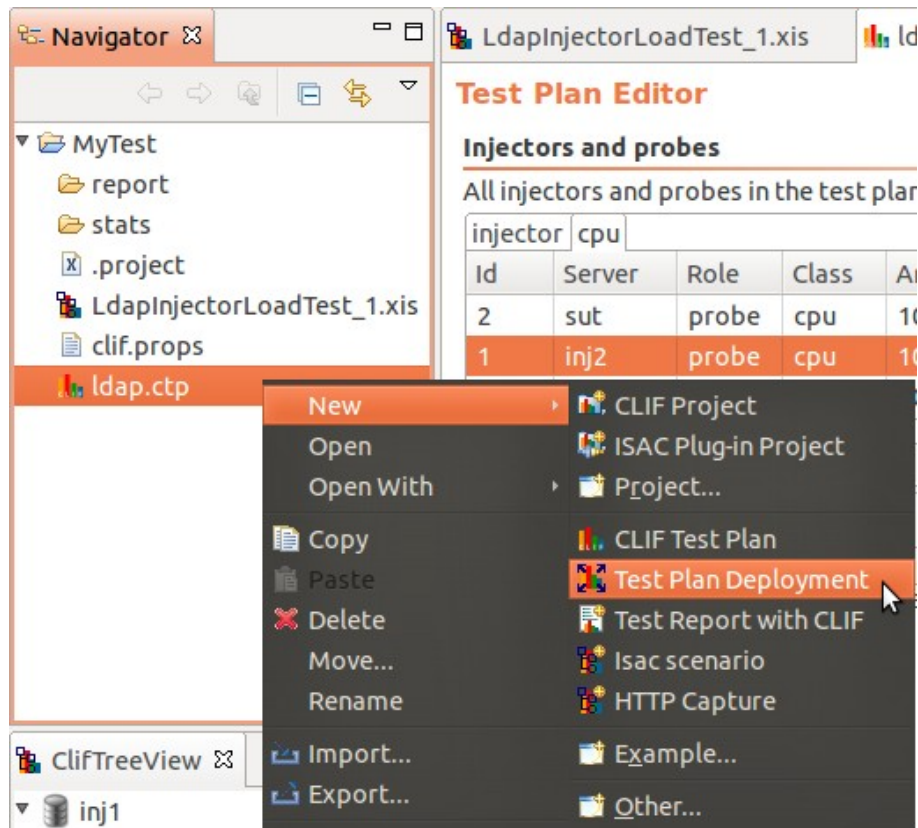 Navigator
MyTest
report
stats
.project
LdapInjectorLoadTest_1.xis
clif.props
ldap.ctp
LdapInjectorLoadTest_1.xis
Test Plan Editor
Injectors and probes
All injectors and probes in the test plan
injector cpu
Id Server Role Class
2 sut probe cpu 10
1 inj2 probe cpu 10
New
Open
Open With
Copy
Paste
Delete
Move...
Rename
Import...
Export...
CLIF Project
ISAC Plug-in Project
Project...
CLIF Test Plan
Test Plan Deployment
Test Report with CLIF
Isac scenario
HTTP Capture
Example...
Other...
ClifTreeView
inj1